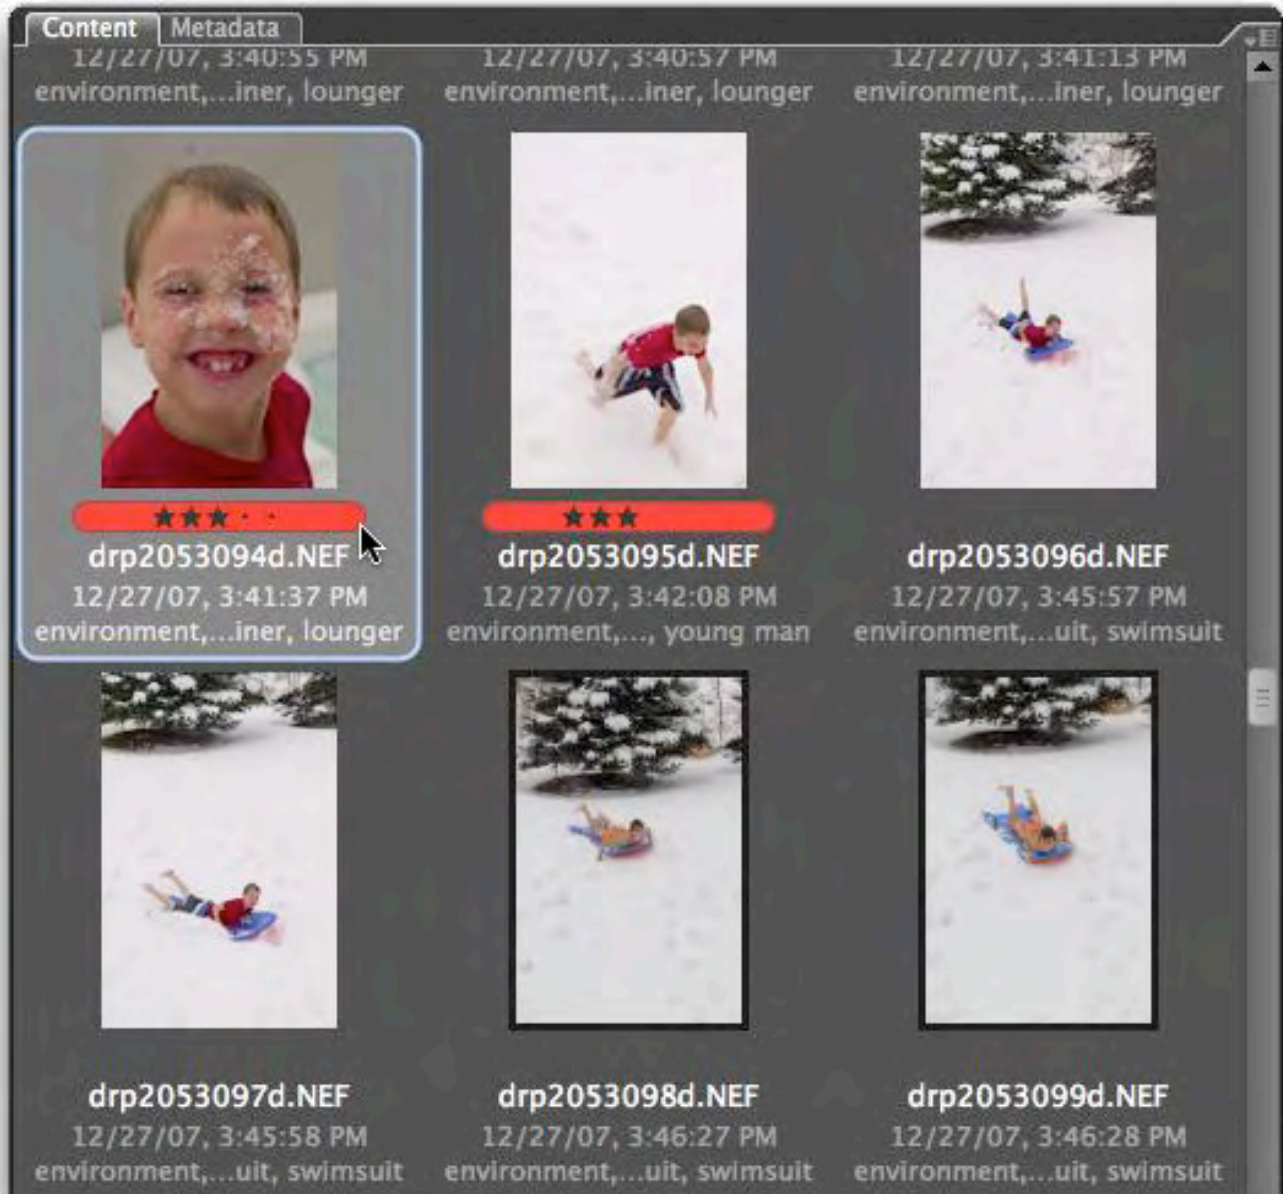 Content Metadata
12/27/07, 3:40:55 PM 12/27/07, 3:40:57 PM 12/27/07, 3:41:13 PM
environment,...iner, lounger environment,...iner, lounger environment,...iner, lounger
★★★··  ★★★
drp2053094d.NEF drp2053095d.NEF drp2053096d.NEF
12/27/07, 3:41:37 PM 12/27/07, 3:42:08 PM 12/27/07, 3:45:57 PM
environment,...iner, lounger environment,..., young man environment,...uit, swimsuit
drp2053097d.NEF drp2053098d.NEF drp2053099d.NEF
12/27/07, 3:45:58 PM 12/27/07, 3:46:27 PM 12/27/07, 3:46:28 PM
environment,...uit, swimsuit environment,...uit, swimsuit environment,...uit, swimsuit